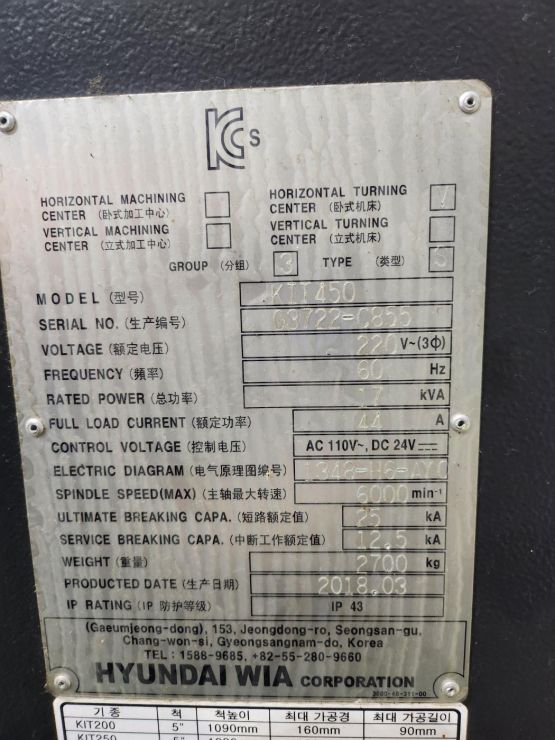 KCs
HORIZONTAL MACHINING CENTER (卧式加工中心)
HORIZONTAL TURNING CENTER (卧式机床) √
VERTICAL MACHINING CENTER (立式加工中心)
VERTICAL TURNING CENTER (立式机床)
GROUP (分组) 3 TYPE (类型)
MODEL (型号) KIT450
SERIAL NO. (生产编号) G3722-C855
VOLTAGE (额定电压) 220 V~(3Φ)
FREQUENCY (频率) 60 Hz
RATED POWER (总功率) 17 kVA
FULL LOAD CURRENT (额定功率) 44 A
CONTROL VOLTAGE (控制电压) AC 110V~, DC 24V
ELECTRIC DIAGRAM (电气原理图编号)
SPINDLE SPEED(MAX) (主轴最大转速) 6000 min⁻¹
ULTIMATE BREAKING CAPA. (短路额定值) 25 kA
SERVICE BREAKING CAPA. (中断工作额定值) 12.5 kA
WEIGHT (重量) 2700 kg
PRODUCTED DATE (生产日期) 2018.03
IP RATING (IP 防护等级) IP 43
(Gaeumjeong-dong), 153, Jeongdong-ro, Seongsan-gu,
Chang-won-si, Gyeongsangnam-do, Korea
TEL : 1588-9685, +82-55-280-9660
HYUNDAI WIA CORPORATION
기 종 척 척높이 최대 가공경 최대 가공길이
KIT200 5" 1090mm 160mm 90mm
KIT250 5"